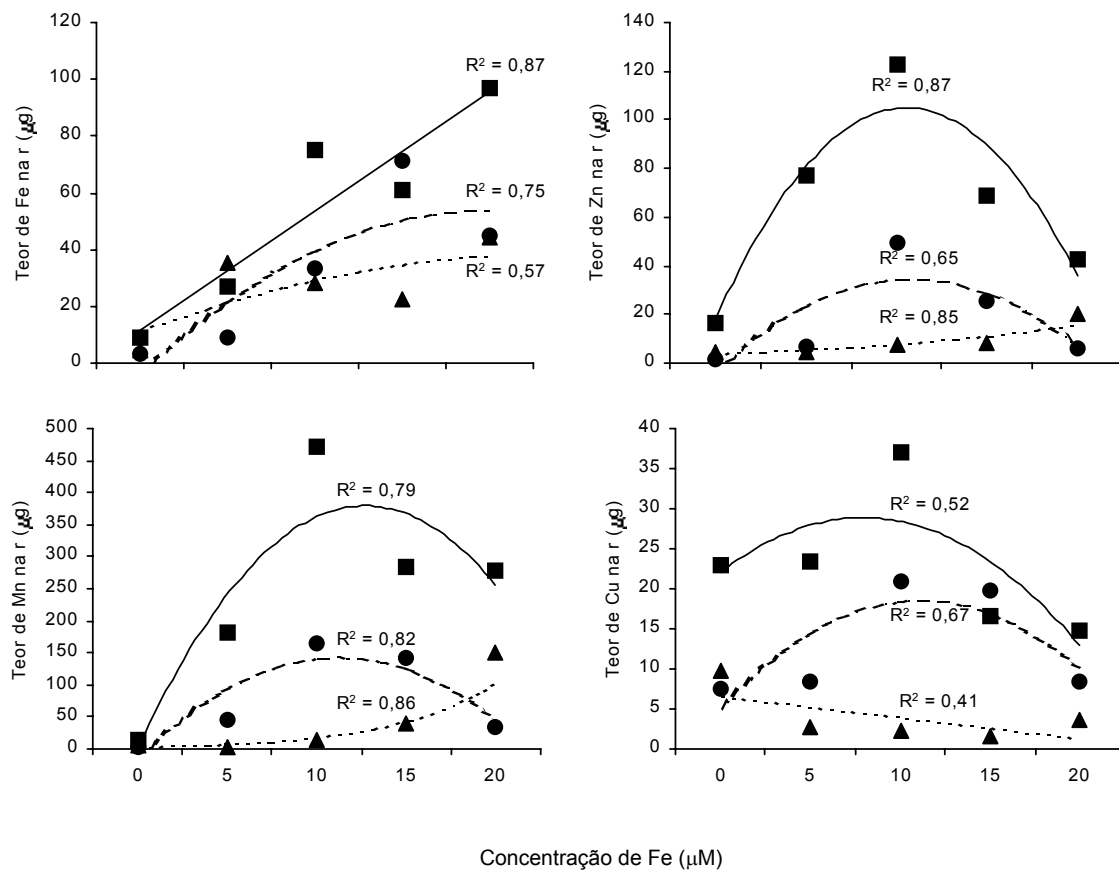 Teor de Fe na r (µg)
120
100
80
60
40
20
0
R² = 0,87
R² = 0,75
R² = 0,57
Teor de Zn na r (µg)
140
120
100
80
60
40
20
0
R² = 0,87
R² = 0,65
R² = 0,85
Teor de Mn na r (µg)
500
450
400
350
300
250
200
150
100
50
0
R² = 0,79
R² = 0,82
R² = 0,86
0 5 10 15 20
Teor de Cu na r (µg)
40
35
30
25
20
15
10
5
0
R² = 0,52
R² = 0,67
R² = 0,41
0 5 10 15 20
Concentração de Fe (µM)